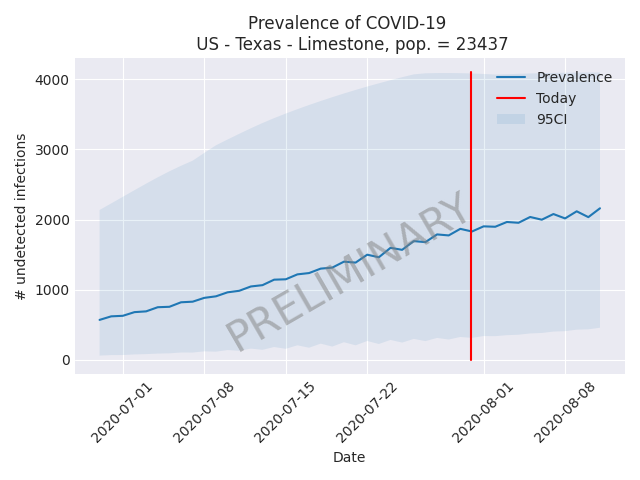 Prevalence of COVID-19
US - Texas - Limestone, pop. = 23437
4000
3000
2000
1000
0
# undetected infections
Prevalence
Today
95CI
PRELIMINARY
2020-07-01
2020-07-08
2020-07-15
2020-07-22
2020-08-01
2020-08-08
Date